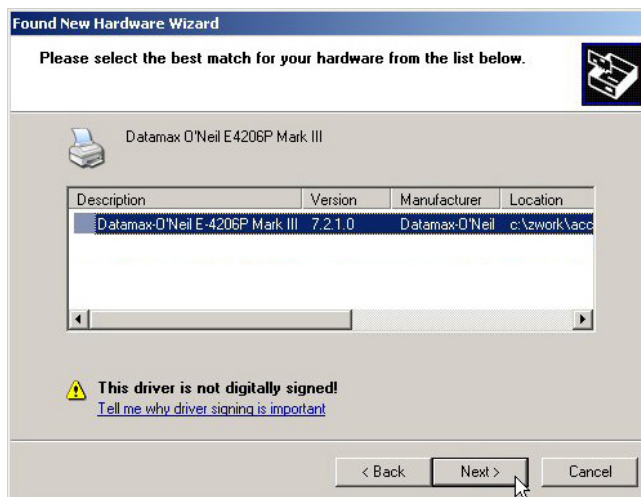 Found New Hardware Wizard
Please select the best match for your hardware from the list below.
Datamax O'Neil E4206P Mark III
Description Version Manufacturer Location
Datamax-O'Neil E-4206P Mark III 7.2.1.0 Datamax-O'Neil c:\zwork\acc
This driver is not digitally signed!
Tell me why driver signing is important
< Back Next > Cancel